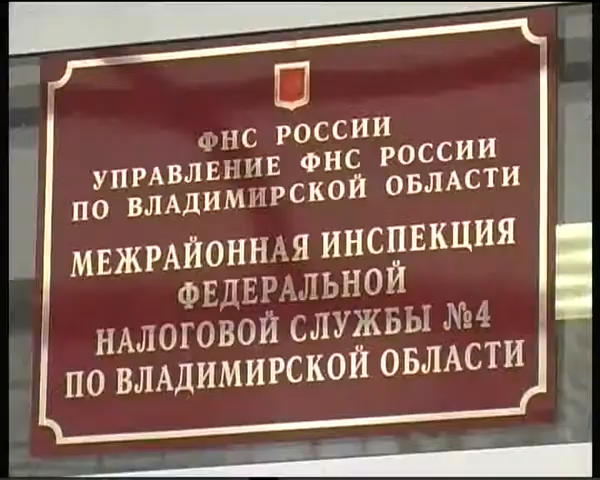 ФНС РОССИИ
УПРАВЛЕНИЕ ФНС РОССИИ
ПО ВЛАДИМИРСКОЙ ОБЛАСТИ
МЕЖРАЙОННАЯ ИНСПЕКЦИЯ
ФЕДЕРАЛЬНОЙ
НАЛОГОВОЙ СЛУЖБЫ №4
ПО ВЛАДИМИРСКОЙ ОБЛАСТИ